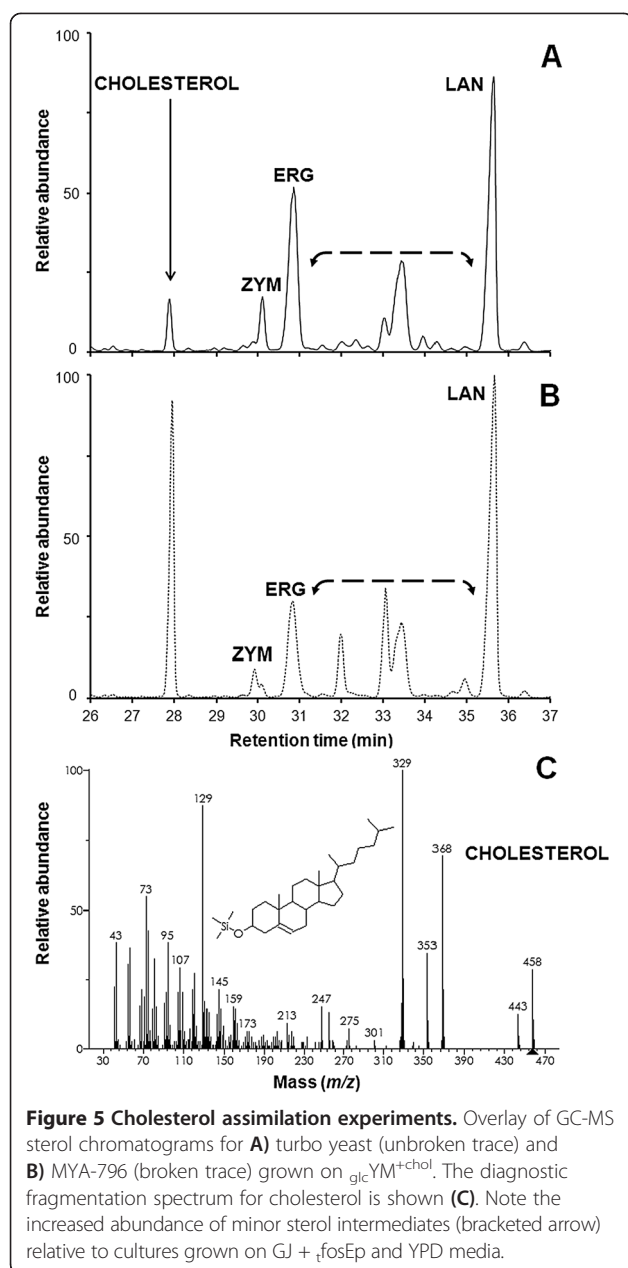 100
A
CHOLESTEROL
LAN
ERG
50
ZYM
0
Relative abundance
100
B
LAN
50
ERG
ZYM
0
Relative abundance
26 27 28 29 30 31 32 33 34 35 36 37
Retention time (min)
100
C
329
129
368
CHOLESTEROL
73
50
43
95
107
353
458
145
159
173
213
247
275
301
443
Si
O
0
Relative abundance
30 70 110 150 190 230 270 310 350 390 430 470
Mass (m/z)
Figure 5 Cholesterol assimilation experiments. Overlay of GC-MS
sterol chromatograms for A) turbo yeast (unbroken trace) and
B) MYA-796 (broken trace) grown on glcYM+chol. The diagnostic
fragmentation spectrum for cholesterol is shown (C). Note the
increased abundance of minor sterol intermediates (bracketed arrow)
relative to cultures grown on GJ + tfosEp and YPD media.